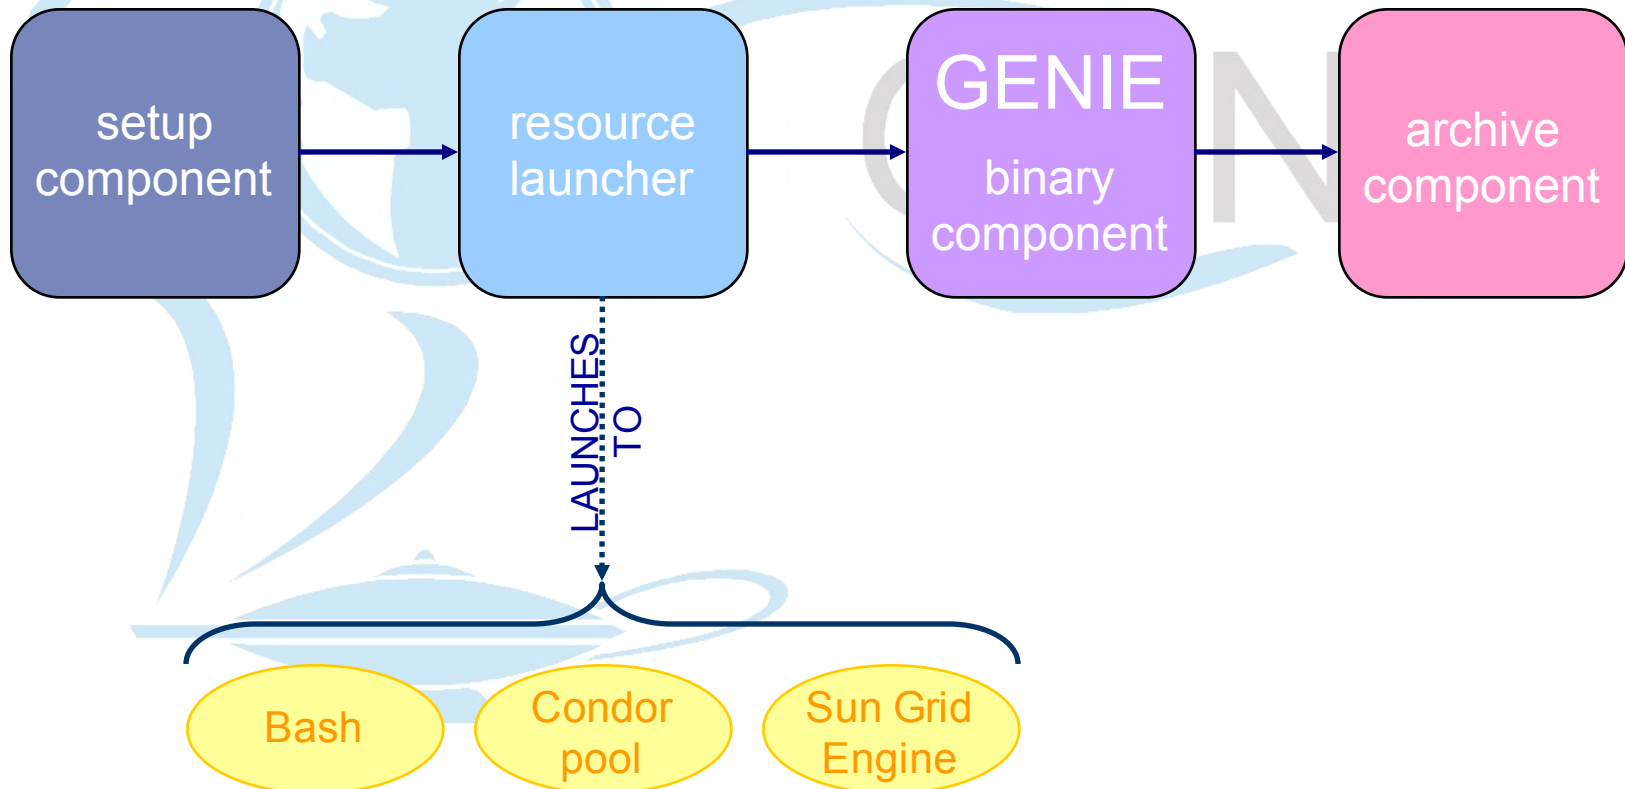 setup
component
resource
launcher
GENIE
binary
component
archive
component
LAUNCHES
TO
Bash
Condor
pool
Sun Grid
Engine